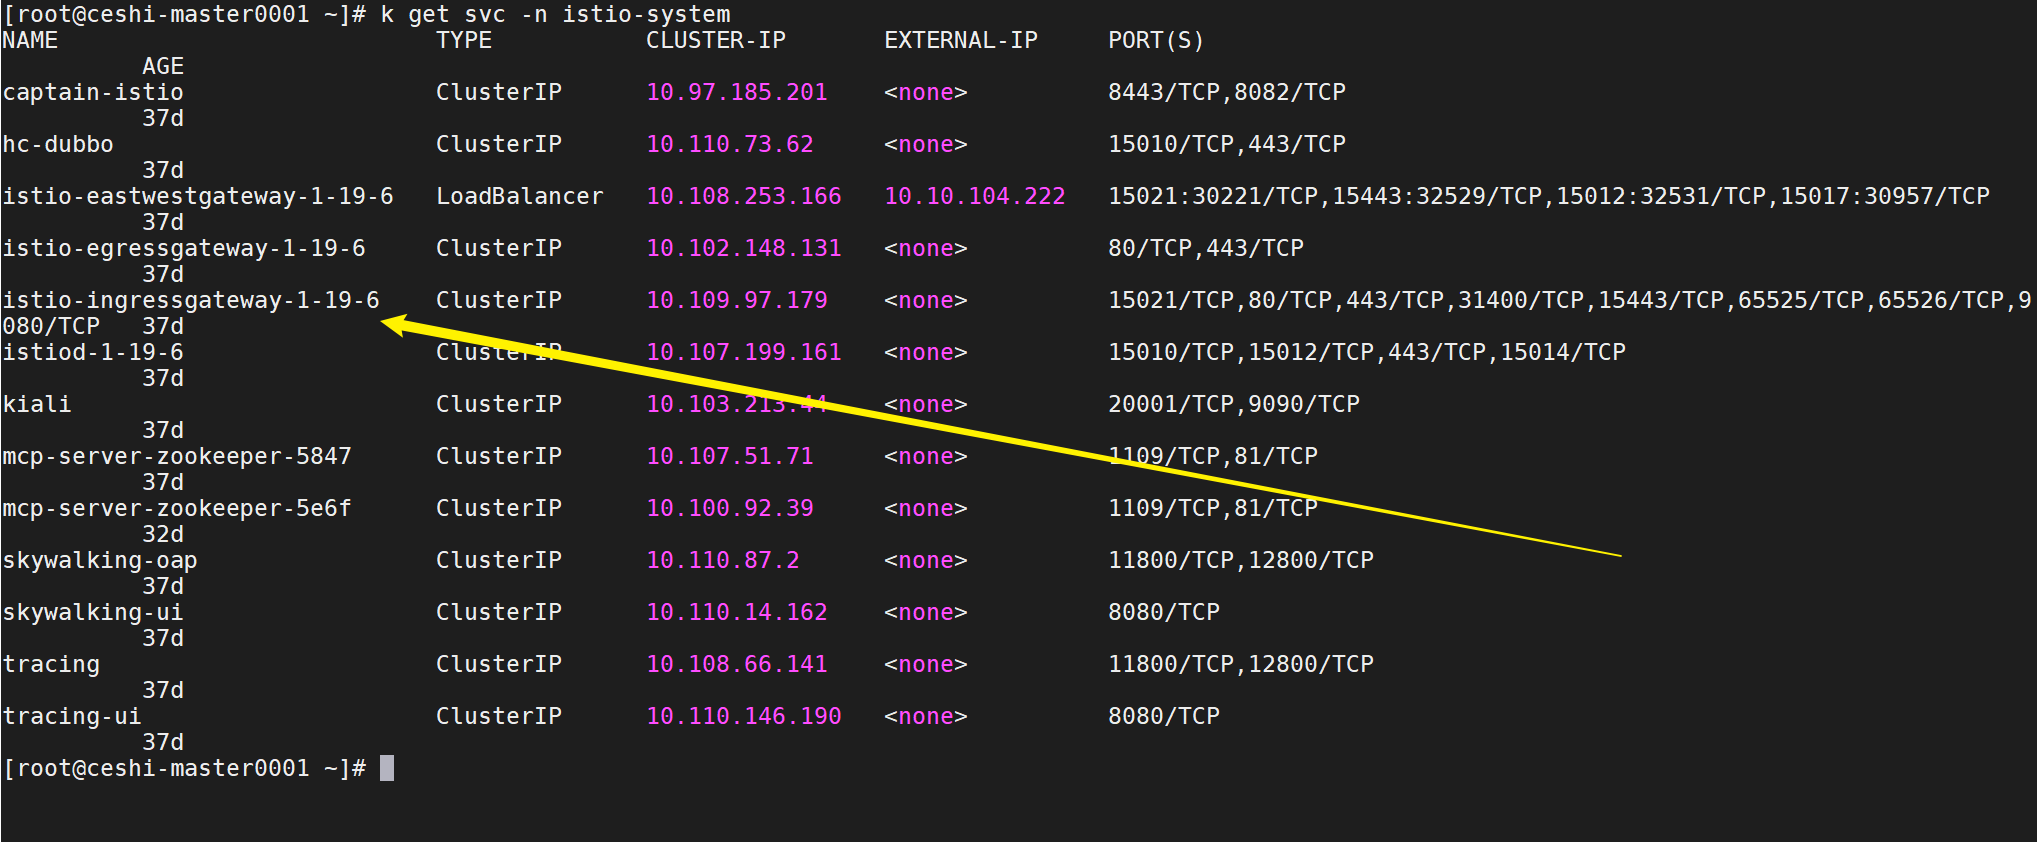 [root@ceshi-master0001 ~]# k get svc -n istio-system
NAME TYPE CLUSTER-IP EXTERNAL-IP PORT(S)
AGE
captain-istio ClusterIP 10.97.185.201 <none> 8443/TCP,8082/TCP
37d
hc-dubbo ClusterIP 10.110.73.62 <none> 15010/TCP,443/TCP
37d
istio-eastwestgateway-1-19-6 LoadBalancer 10.108.253.166 10.10.104.222 15021:30221/TCP,15443:32529/TCP,15012:32531/TCP,15017:30957/TCP
37d
istio-egressgateway-1-19-6 ClusterIP 10.102.148.131 <none> 80/TCP,443/TCP
37d
istio-ingressgateway-1-19-6 ClusterIP 10.109.97.179 <none> 15021/TCP,80/TCP,443/TCP,31400/TCP,15443/TCP,65525/TCP,65526/TCP,9
080/TCP 37d
istiod-1-19-6 ClusterIP 10.107.199.161 <none> 15010/TCP,15012/TCP,443/TCP,15014/TCP
37d
kiali ClusterIP 10.103.213.44 <none> 20001/TCP,9090/TCP
37d
mcp-server-zookeeper-5847 ClusterIP 10.107.51.71 <none> 1109/TCP,81/TCP
37d
mcp-server-zookeeper-5e6f ClusterIP 10.100.92.39 <none> 1109/TCP,81/TCP
32d
skywalking-oap ClusterIP 10.110.87.2 <none> 11800/TCP,12800/TCP
37d
skywalking-ui ClusterIP 10.110.14.162 <none> 8080/TCP
37d
tracing ClusterIP 10.108.66.141 <none> 11800/TCP,12800/TCP
37d
tracing-ui ClusterIP 10.110.146.190 <none> 8080/TCP
37d
[root@ceshi-master0001 ~]#